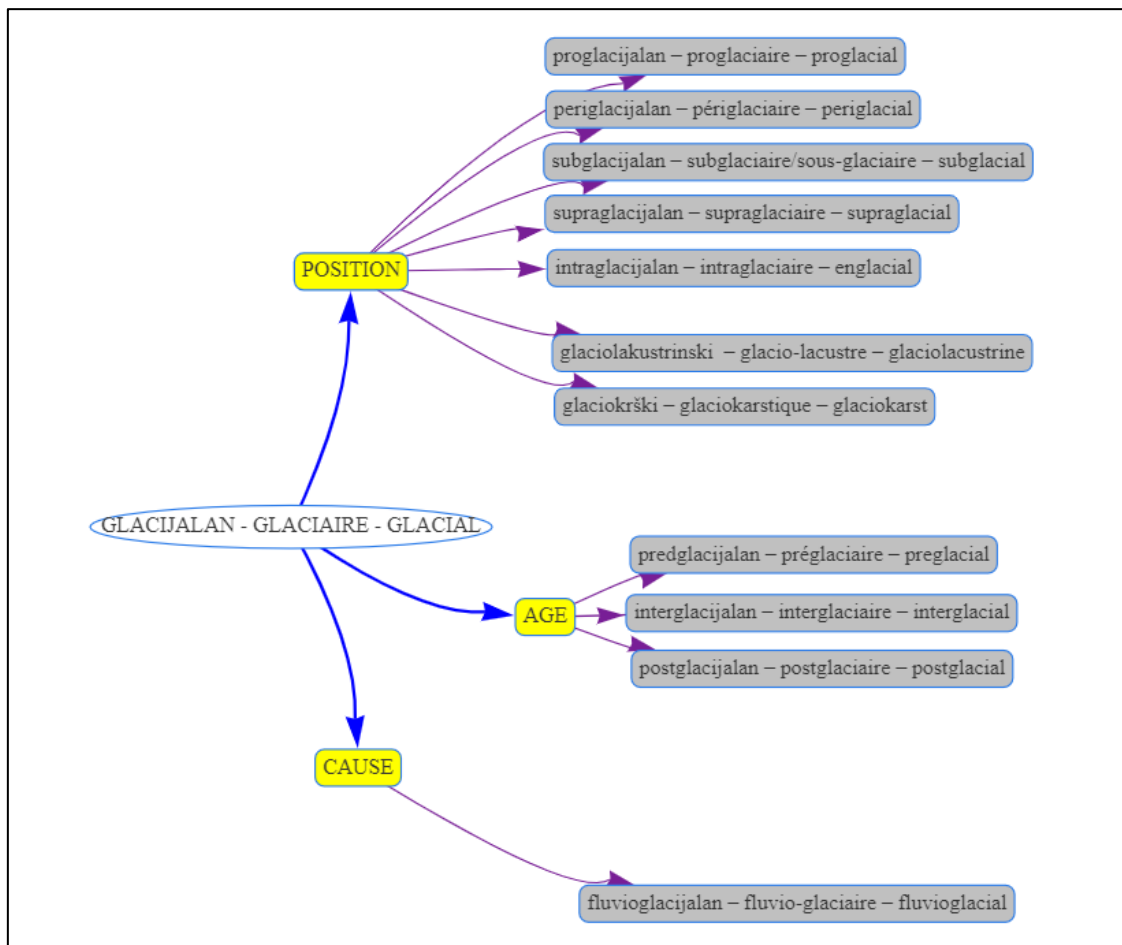 proglacijalan – proglaciaire – proglacial
periglacijalan – périglaciaire – periglacial
subglacijalan – subglaciaire/sous-glaciaire – subglacial
supraglacijalan – supraglaciaire – supraglacial
POSITION
intraglacijalan – intraglaciaire – englacial
glaciolakustrinski – glacio-lacustre – glaciolacustrine
glaciokrški – glaciokarstique – glaciokarst
GLACIJALAN - GLACIAIRE - GLACIAL
predglacijalan – préglaciaire – preglacial
AGE
interglacijalan – interglaciaire – interglacial
postglacijalan – postglaciaire – postglacial
CAUSE
fluvioglacijalan – fluvio-glaciaire – fluvioglacial